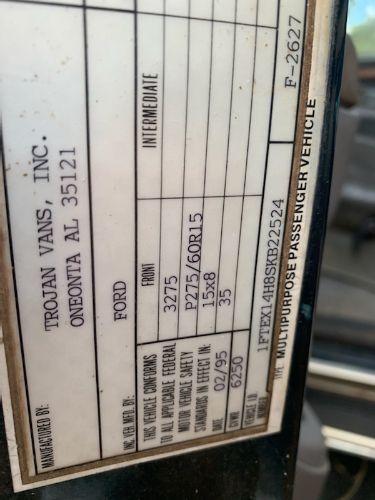 MANUFACTURED BY: TROJAN VANS, INC.
ONEONTA AL 35121
INC. VEH. MFD. BY: FORD
THIS VEHICLE CONFORMS
TO ALL APPLICABLE FEDERAL
MOTOR VEHICLE SAFETY
STANDARDS IN EFFECT IN:
FRONT
INTERMEDIATE
3275
P275/60R15
15x8
DATE: 02/95
35
GVWR 6250
VEHICLE I.D.
NUMBER 1FTEX14H8SKB22524
F-2627
TYPE: MULTIPURPOSE PASSENGER VEHICLE